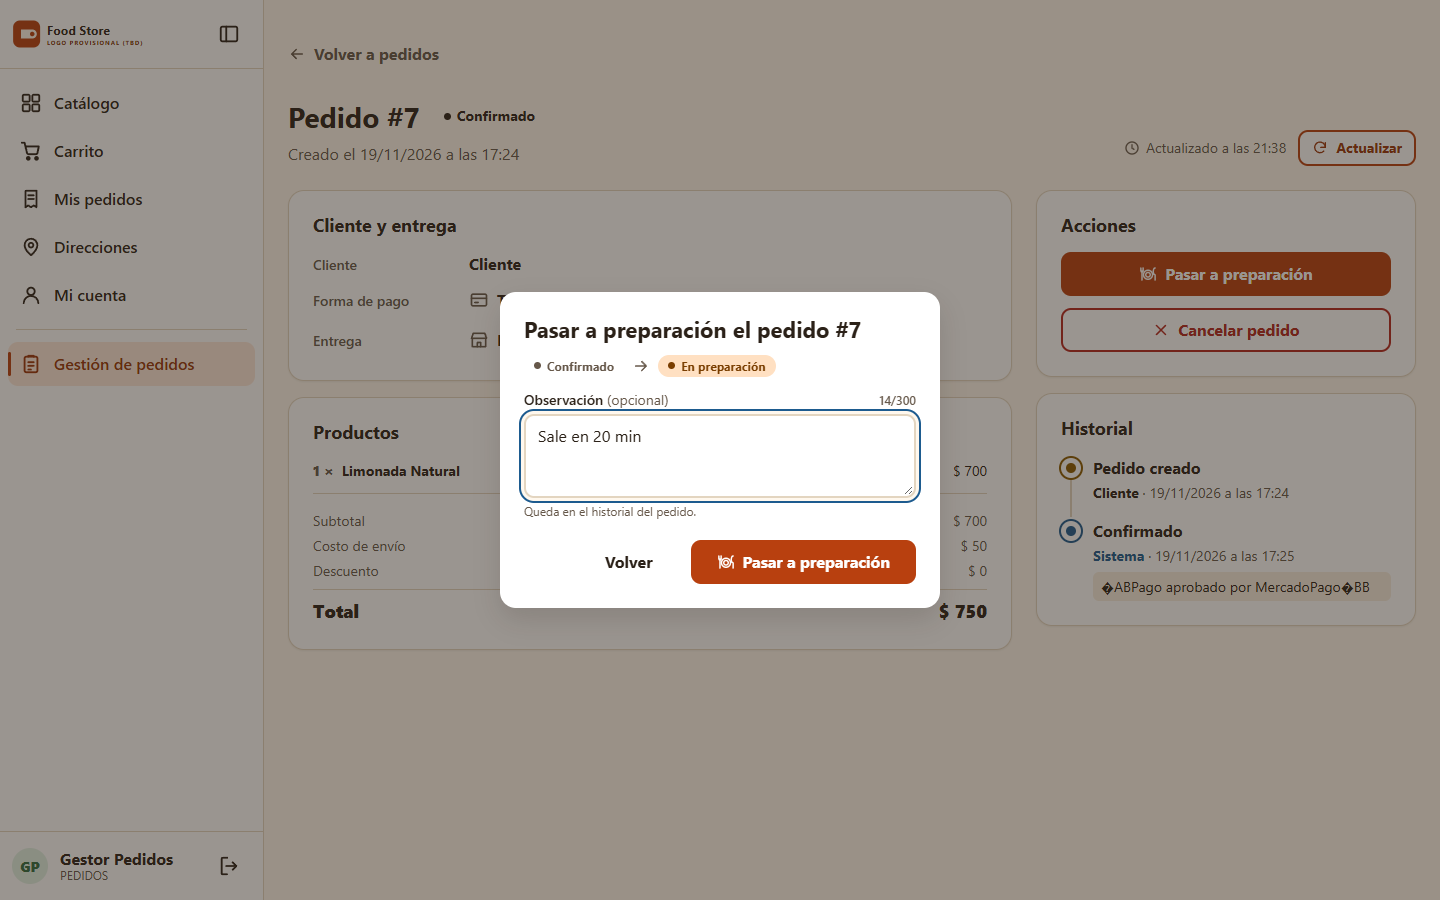 Food Store
LOGO PROVISIONAL (TBD)
Catálogo
Carrito
Mis pedidos
Direcciones
Mi cuenta
Gestión de pedidos
GP
Gestor Pedidos
PEDIDOS
Volver a pedidos
Pedido #7
Confirmado
Creado el 19/11/2026 a las 17:24
Actualizado a las 21:38
Actualizar
Cliente y entrega
Cliente
Cliente
Forma de pago
Entrega
Productos
1 × Limonada Natural
$ 700
Subtotal
$ 700
Costo de envío
$ 50
Descuento
$ 0
Total
$ 750
Pasar a preparación el pedido #7
Confirmado
En preparación
Observación (opcional)
14/300
Sale en 20 min
Queda en el historial del pedido.
Volver
Pasar a preparación
Acciones
Pasar a preparación
Cancelar pedido
Historial
Pedido creado
Cliente · 19/11/2026 a las 17:24
Confirmado
Sistema · 19/11/2026 a las 17:25
�ABPago aprobado por MercadoPago�BB